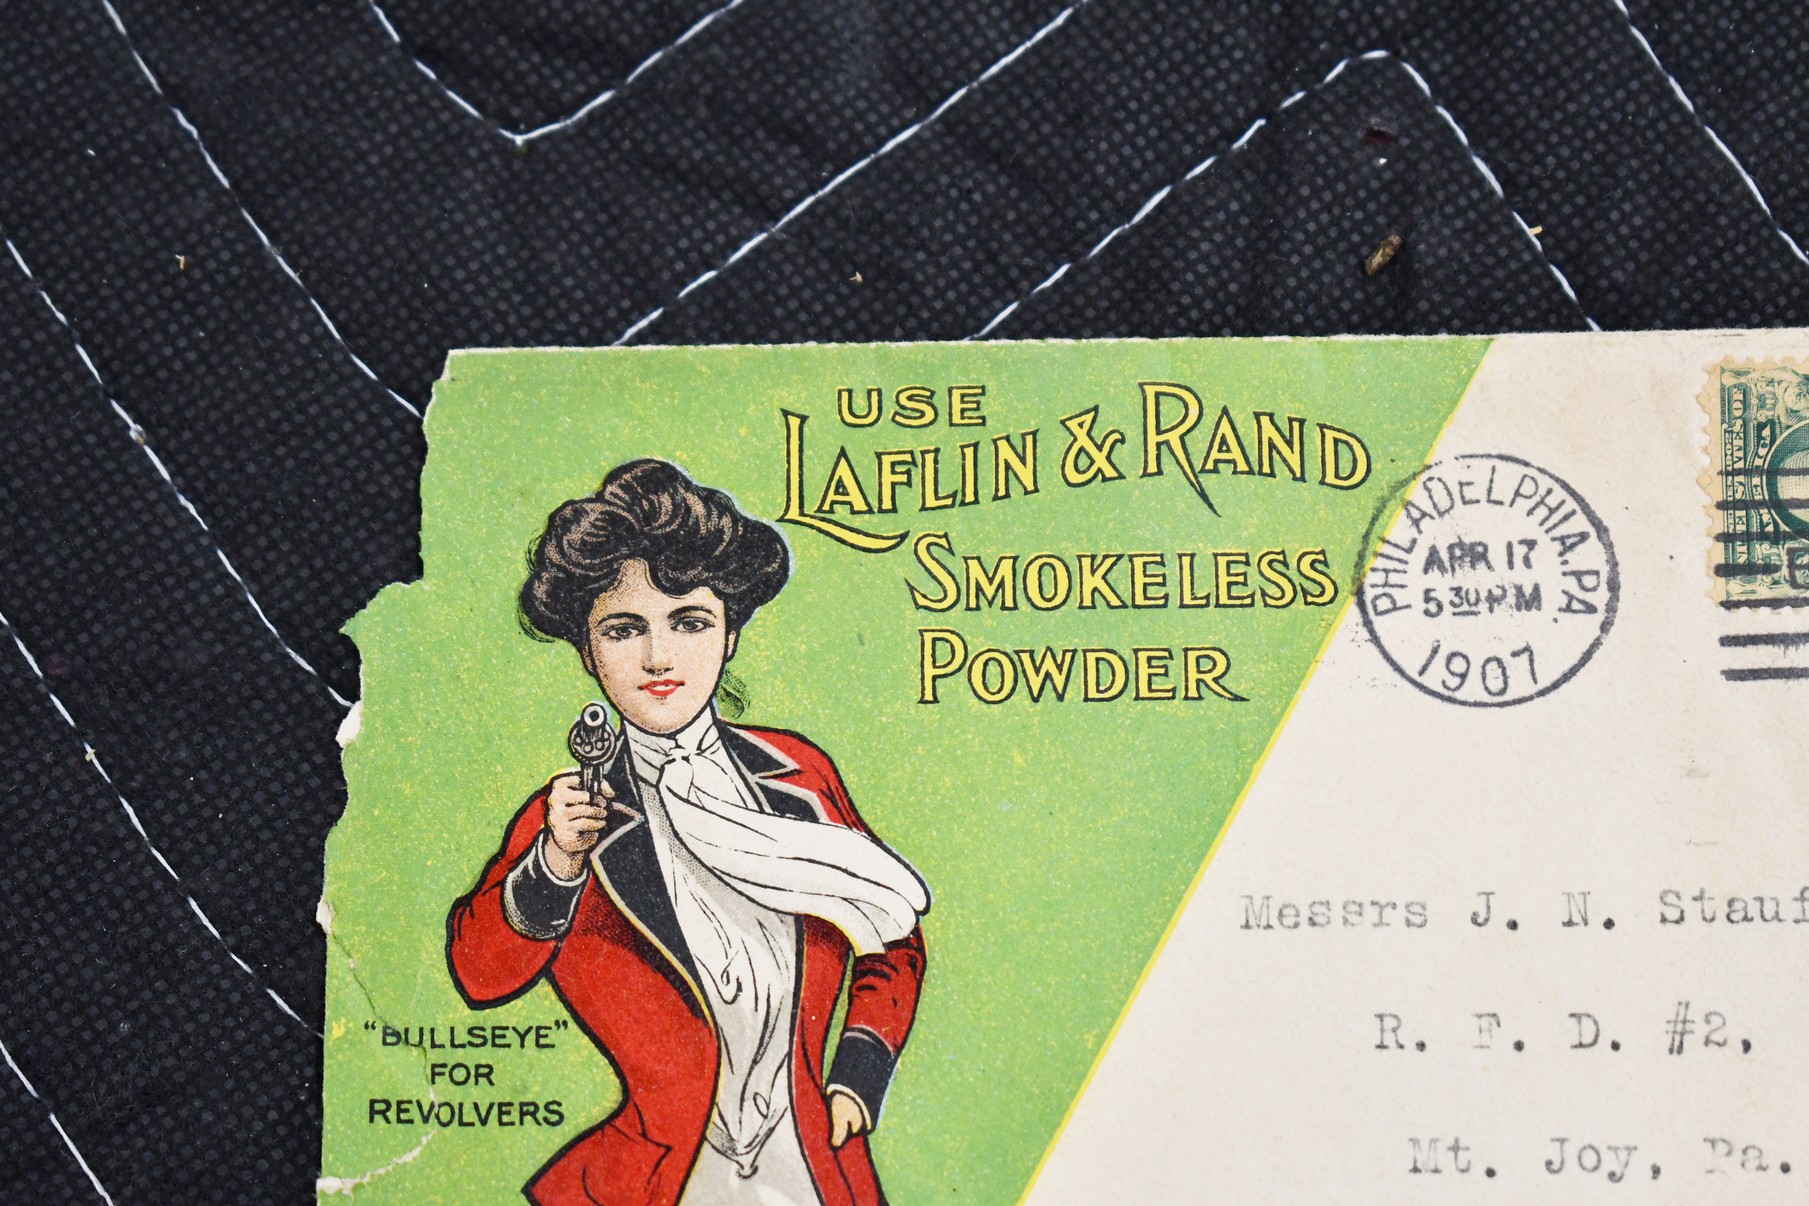 USE
LAFLIN & RAND
SMOKELESS
POWDER
PHILADELPHIA.PA.
APR 17
5 30 P M
1907
Messrs J. N. Stauf
R. F. D. #2,
Mt. Joy, Pa.
“BULLSEYE”
FOR
REVOLVERS